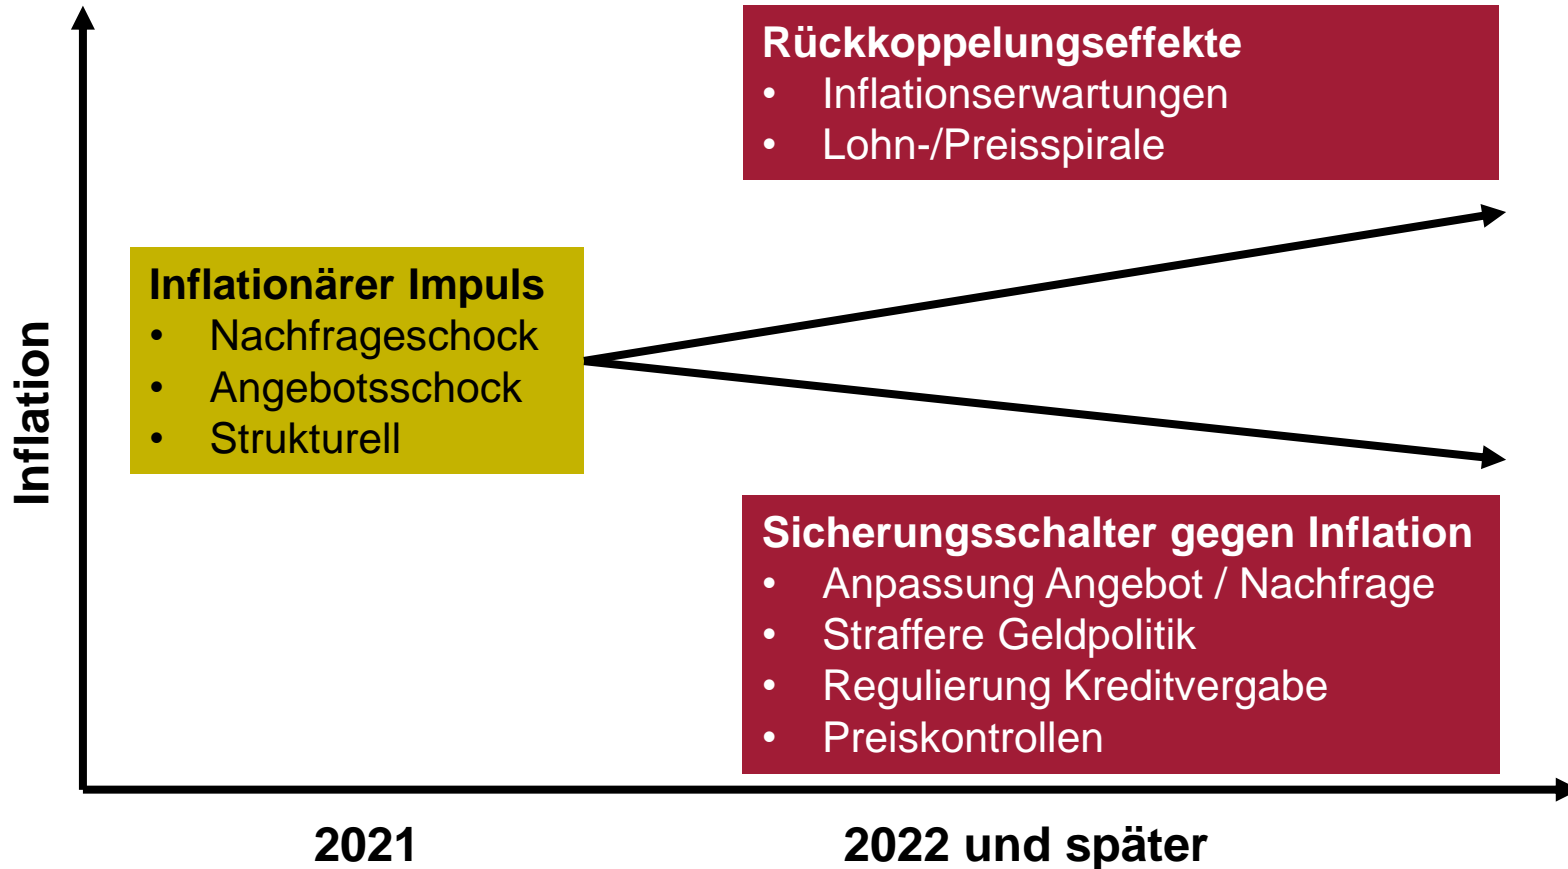 Rückkoppelungseffekte
• Inflationserwartungen
• Lohn-/Preisspirale
Inflationärer Impuls
• Nachfrageschock
• Angebotsschock
• Strukturell
Inflation
Sicherungsschalter gegen Inflation
• Anpassung Angebot / Nachfrage
• Straffere Geldpolitik
• Regulierung Kreditvergabe
• Preiskontrollen
2021
2022 und später